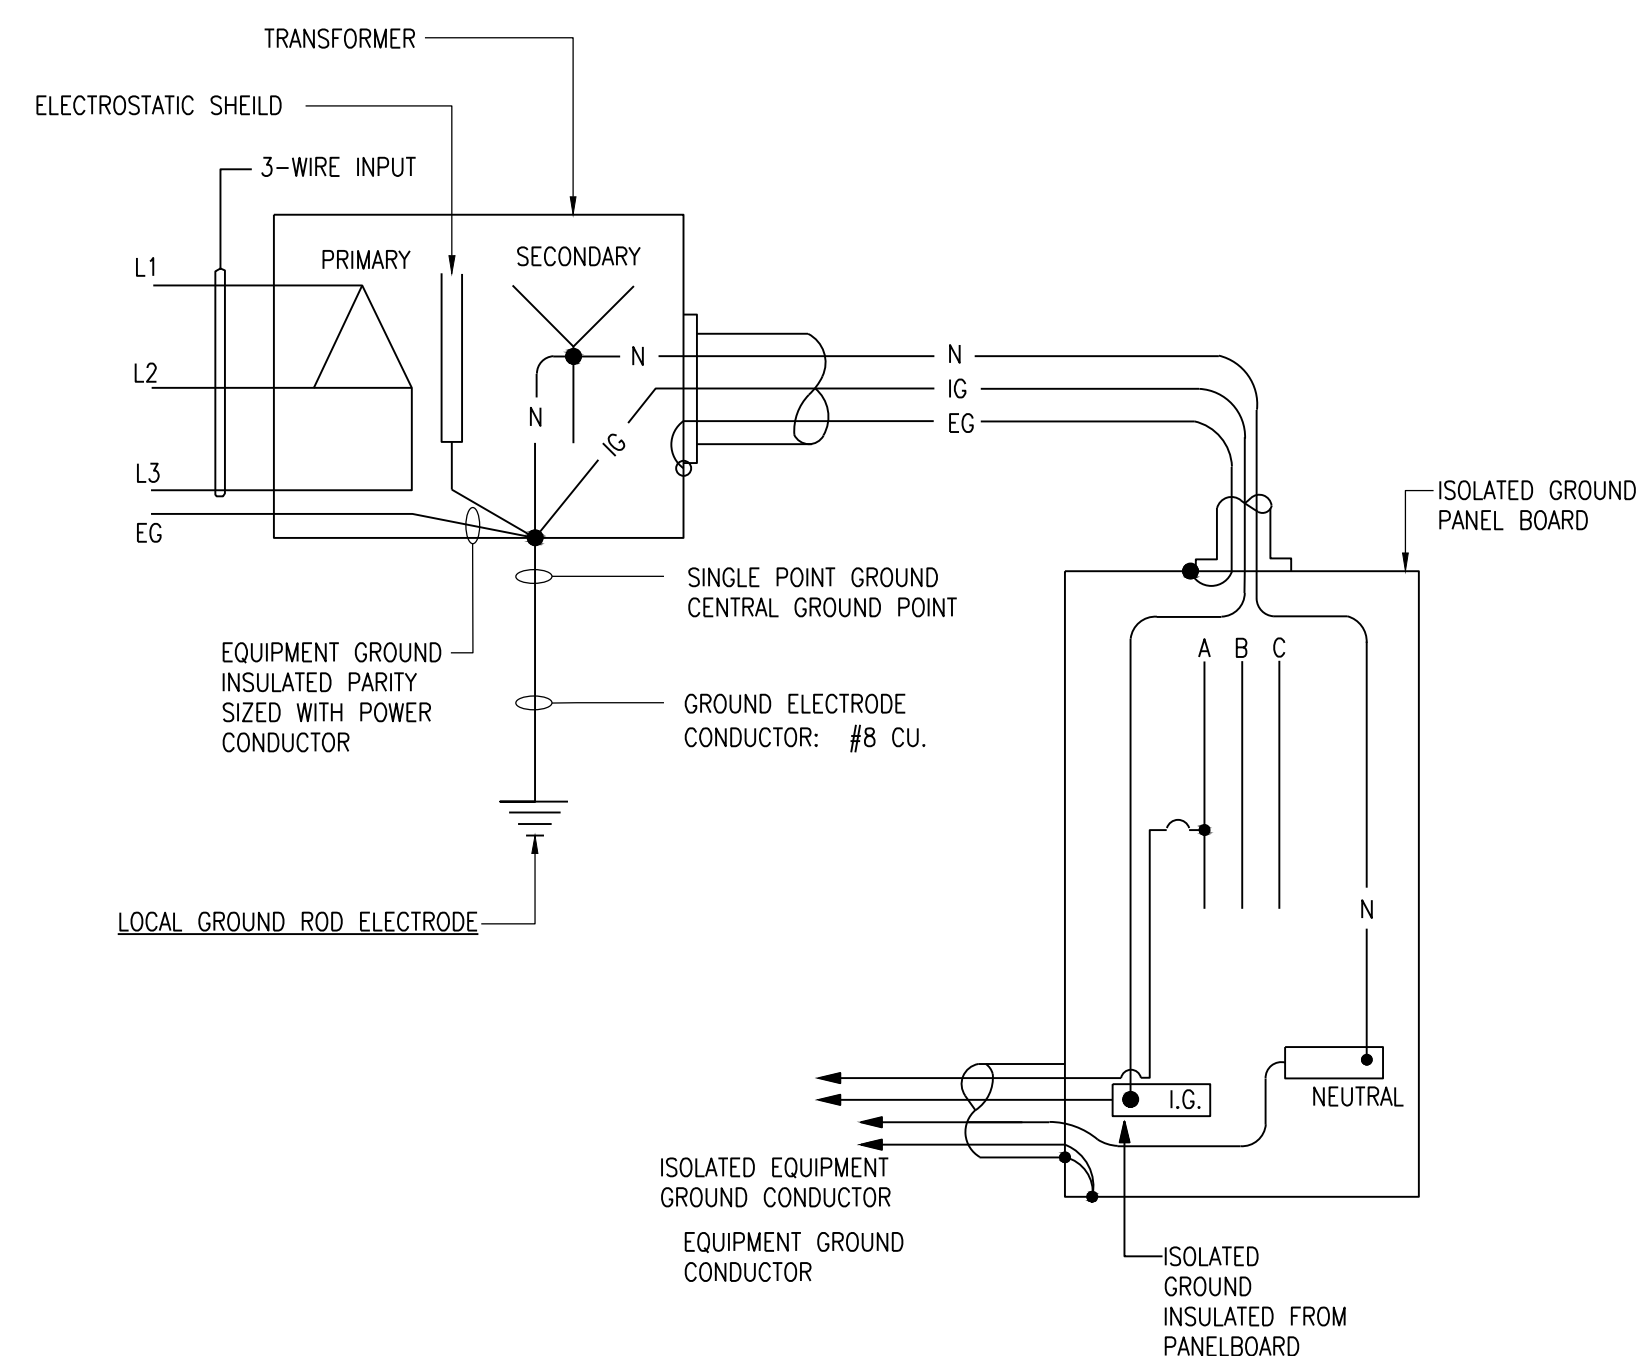 TRANSFORMER
ELECTROSTATIC SHEILD
3-WIRE INPUT
PRIMARY
SECONDARY
L1
L2
L3
EG
N
N
IG
N
IG
EG
ISOLATED GROUND
PANEL BOARD
SINGLE POINT GROUND
CENTRAL GROUND POINT
EQUIPMENT GROUND
INSULATED PARITY
SIZED WITH POWER
CONDUCTOR
GROUND ELECTRODE
CONDUCTOR: #8 CU.
LOCAL GROUND ROD ELECTRODE
A B C
N
I.G.
NEUTRAL
ISOLATED EQUIPMENT
GROUND CONDUCTOR
EQUIPMENT GROUND
CONDUCTOR
ISOLATED
GROUND
INSULATED FROM
PANELBOARD